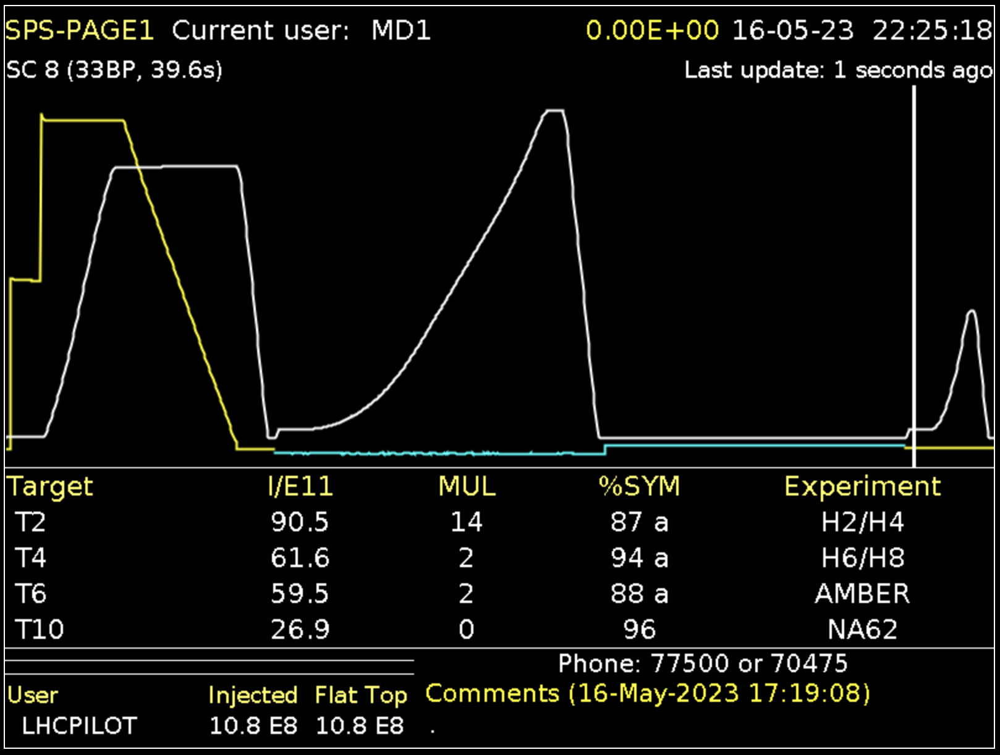 SPS-PAGE1 Current user: MD1 0.00E+00 16-05-23 22:25:18
SC 8 (33BP, 39.6s) Last update: 1 seconds ago
Target I/E11 MUL %SYM Experiment
T2 90.5 14 87 a H2/H4
T4 61.6 2 94 a H6/H8
T6 59.5 2 88 a AMBER
T10 26.9 0 96 NA62
Phone: 77500 or 70475
User Injected Flat Top Comments (16-May-2023 17:19:08)
LHCPILOT 10.8 E8 10.8 E8 .